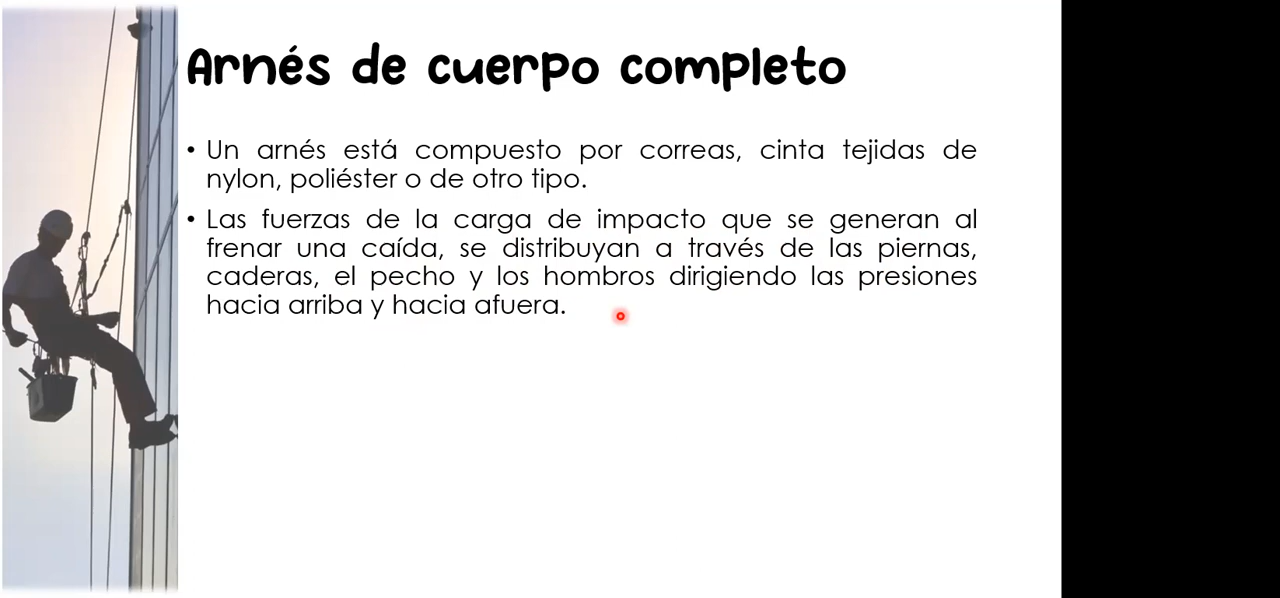 Arnés de cuerpo completo
• Un arnés está compuesto por correas, cinta tejidas de
nylon, poliéster o de otro tipo.
• Las fuerzas de la carga de impacto que se generan al
frenar una caída, se distribuyan a través de las piernas,
caderas, el pecho y los hombros dirigiendo las presiones
hacia arriba y hacia afuera.